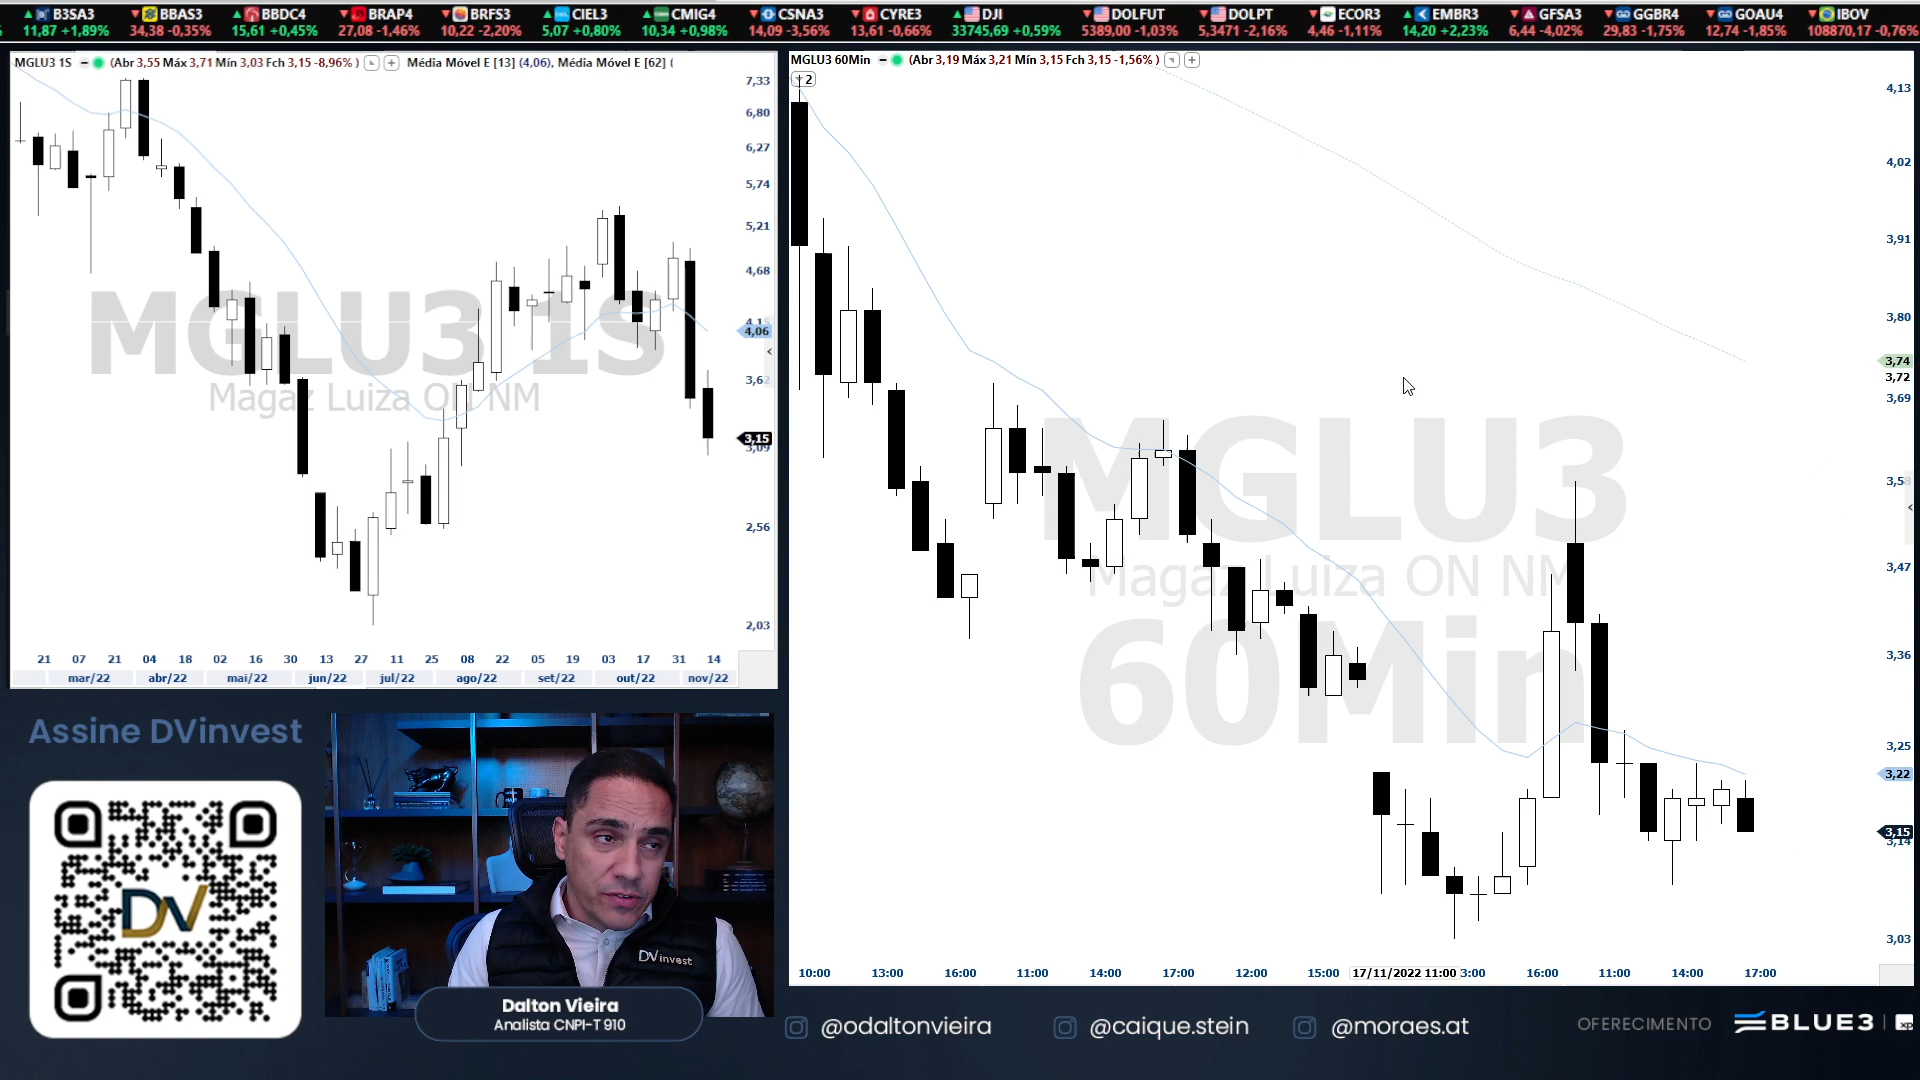 B3SA3 BBAS3 BBDC4 BRAP4 BRFS3 CIEL3 CMIG4 CSNA3 CYRE3 DJI DOLFUT DOLPT ECOR3 EMBR3 GFSA3 GGBR4 GOAU4 IBOV
11,87 +1,89% 34,38 -0,35% 15,61 +0,45% 27,08 -1,46% 10,22 -2,20% 5,07 +0,80% 10,34 +0,98% 14,09 -3,56% 13,61 -0,66% 33745,69 +0,59% 5389,00 -1,03% 5,3471 -2,16% 4,46 -1,11% 14,20 +2,23% 6,44 -4,02% 29,83 -1,75% 12,74 -1,85% 108870,17 -0,76%
MGLU3 1S (Abr 3,55 Máx 3,71 Mín 3,03 Fch 3,15 -8,96% ) Média Móvel E [13] (4,06), Média Móvel E [62] (
7,33
6,80
6,27
5,74
5,21
4,68
4,15
4,06
3,62
3,15
3,09
2,56
2,03
MGLU3 1S
Magaz Luiza ON NM
21 07 21 04 18 02 16 30 13 27 11 25 08 22 05 19 03 17 31 14
mar/22 abr/22 mai/22 jun/22 jul/22 ago/22 set/22 out/22 nov/22
MGLU3 60Min (Abr 3,19 Máx 3,21 Mín 3,15 Fch 3,15 -1,56% )
2
4,13
4,02
3,91
3,80
3,74
3,72
3,69
3,58
3,47
3,36
3,25
3,22
3,15
3,14
3,03
MGLU3
Magaz Luiza ON NM
60Min
10:00 13:00 16:00 11:00 14:00 17:00 12:00 15:00 17/11/2022 11:00 3:00 16:00 11:00 14:00 17:00
Assine DVinvest
DV
DVinvest
Dalton Vieira
Analista CNPI-T 910
@odaltonvieira @caique.stein @moraes.at
OFERECIMENTO BLUE3 xp